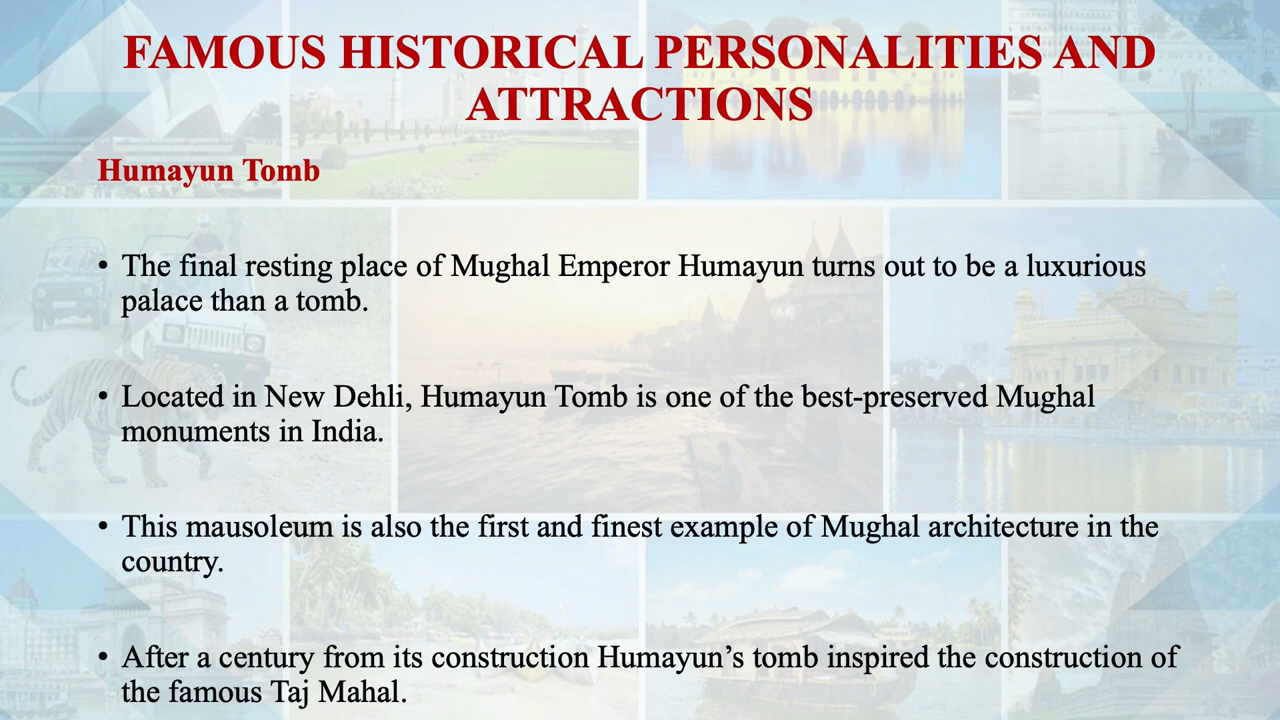 FAMOUS HISTORICAL PERSONALITIES AND
ATTRACTIONS
Humayun Tomb
• The final resting place of Mughal Emperor Humayun turns out to be a luxurious
palace than a tomb.
• Located in New Dehli, Humayun Tomb is one of the best-preserved Mughal
monuments in India.
• This mausoleum is also the first and finest example of Mughal architecture in the
country.
• After a century from its construction Humayun’s tomb inspired the construction of
the famous Taj Mahal.